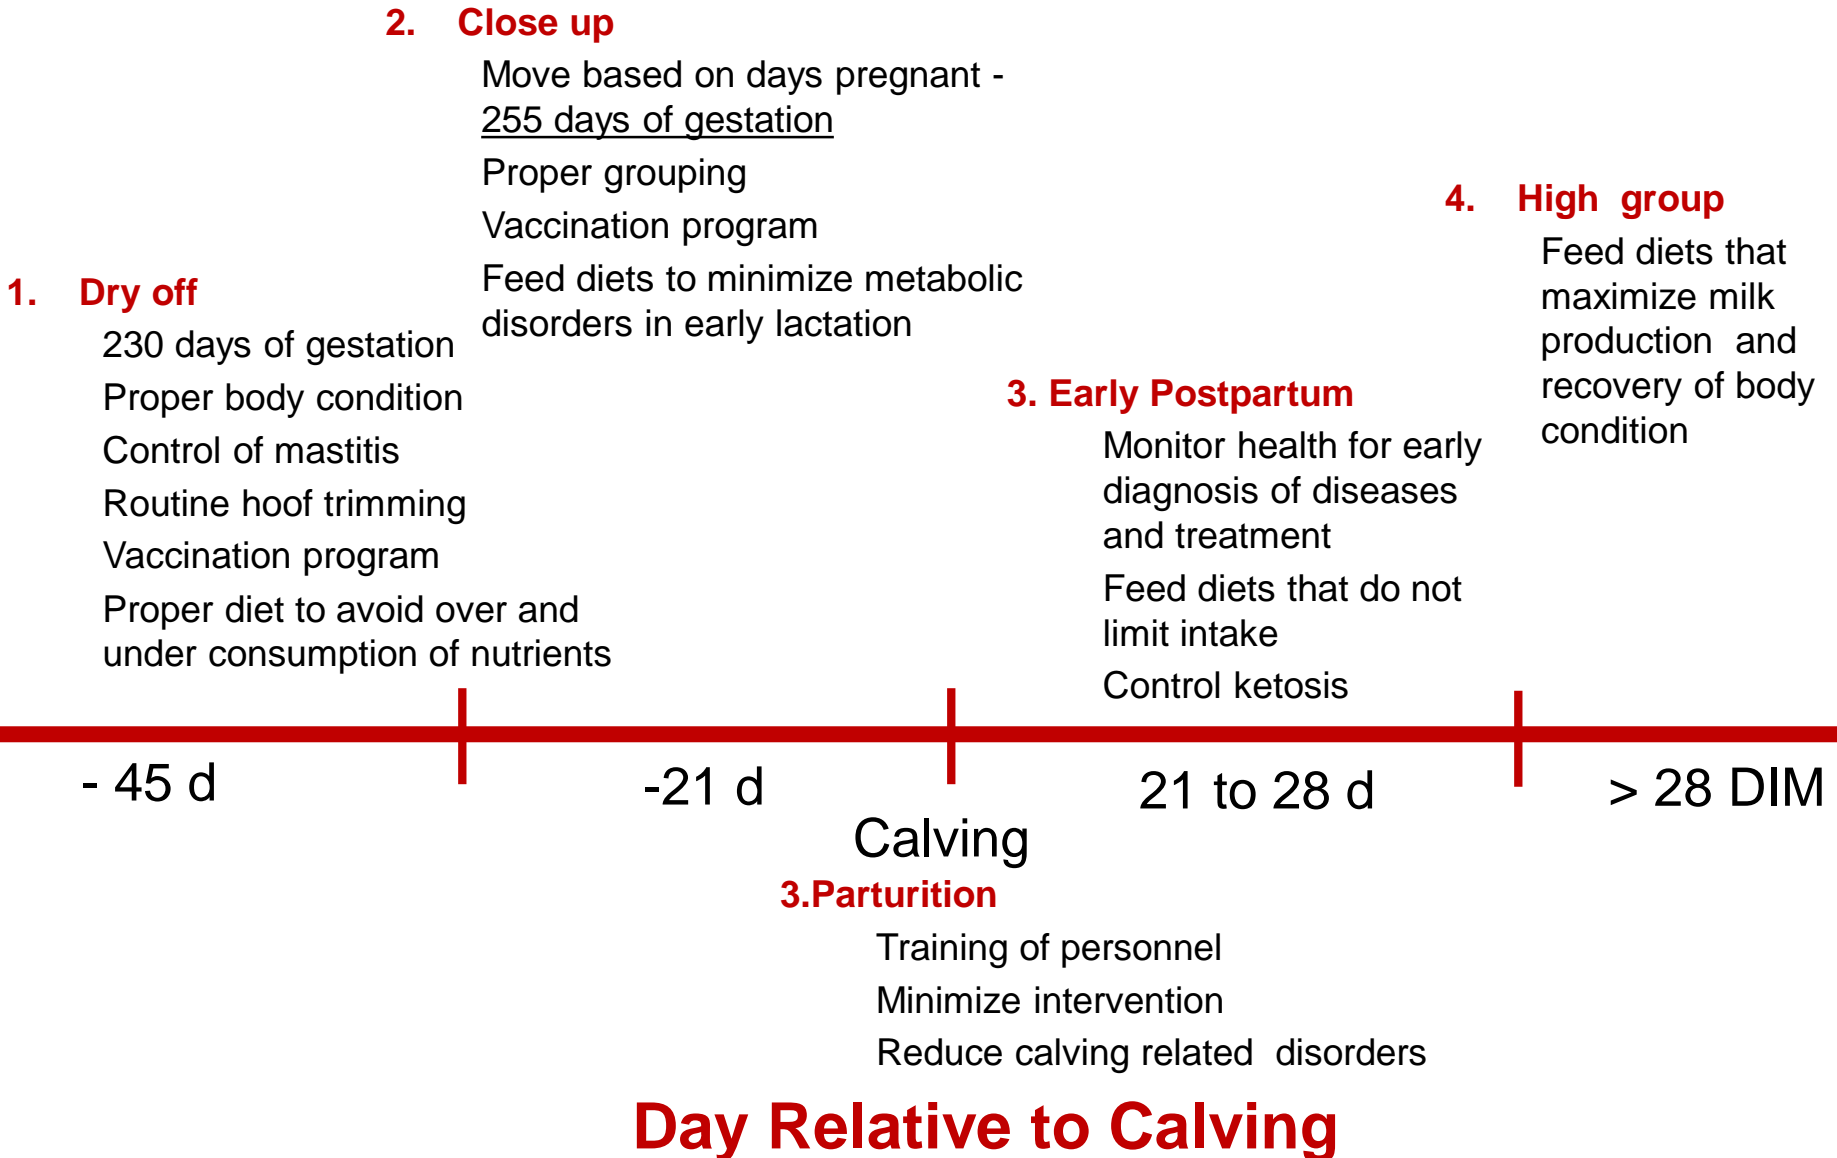 2. Close up
Move based on days pregnant -
255 days of gestation
Proper grouping
Vaccination program
Feed diets to minimize metabolic
disorders in early lactation
1. Dry off
230 days of gestation
Proper body condition
Control of mastitis
Routine hoof trimming
Vaccination program
Proper diet to avoid over and
under consumption of nutrients
3. Early Postpartum
Monitor health for early
diagnosis of diseases
and treatment
Feed diets that do not
limit intake
Control ketosis
4. High group
Feed diets that
maximize milk
production and
recovery of body
condition
- 45 d
-21 d
21 to 28 d
> 28 DIM
Calving
3.Parturition
Training of personnel
Minimize intervention
Reduce calving related disorders
Day Relative to Calving